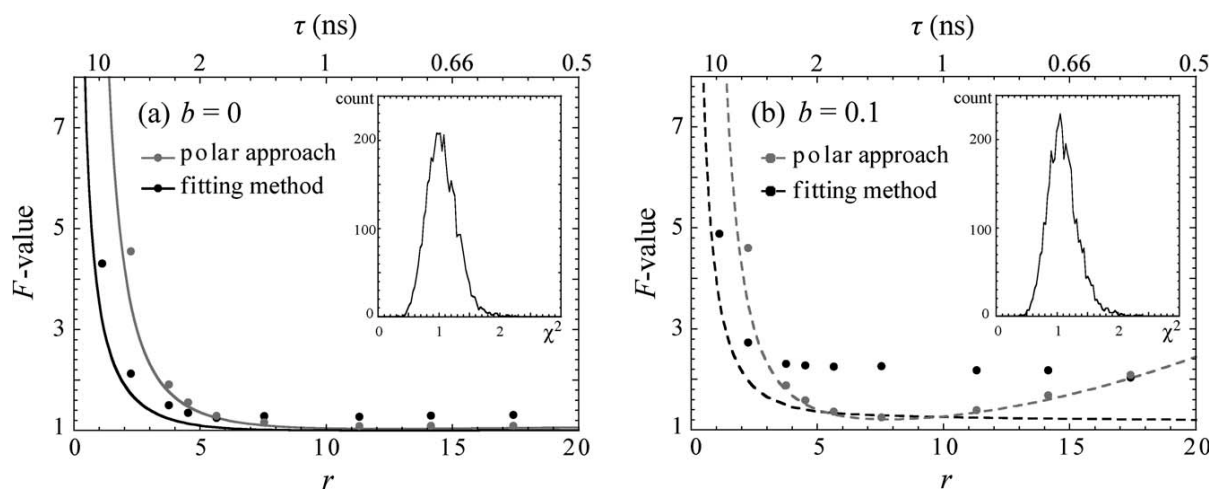 τ (ns)
10 2 1 0.66 0.5
(a) b = 0
polar approach
fitting method
F-value
7
5
3
1
0 5 10 15 20
r
count
200
100
0
0 1 2 χ²
τ (ns)
10 2 1 0.66 0.5
(b) b = 0.1
polar approach
fitting method
F-value
7
5
3
1
0 5 10 15 20
r
count
200
100
0
0 1 2 χ²